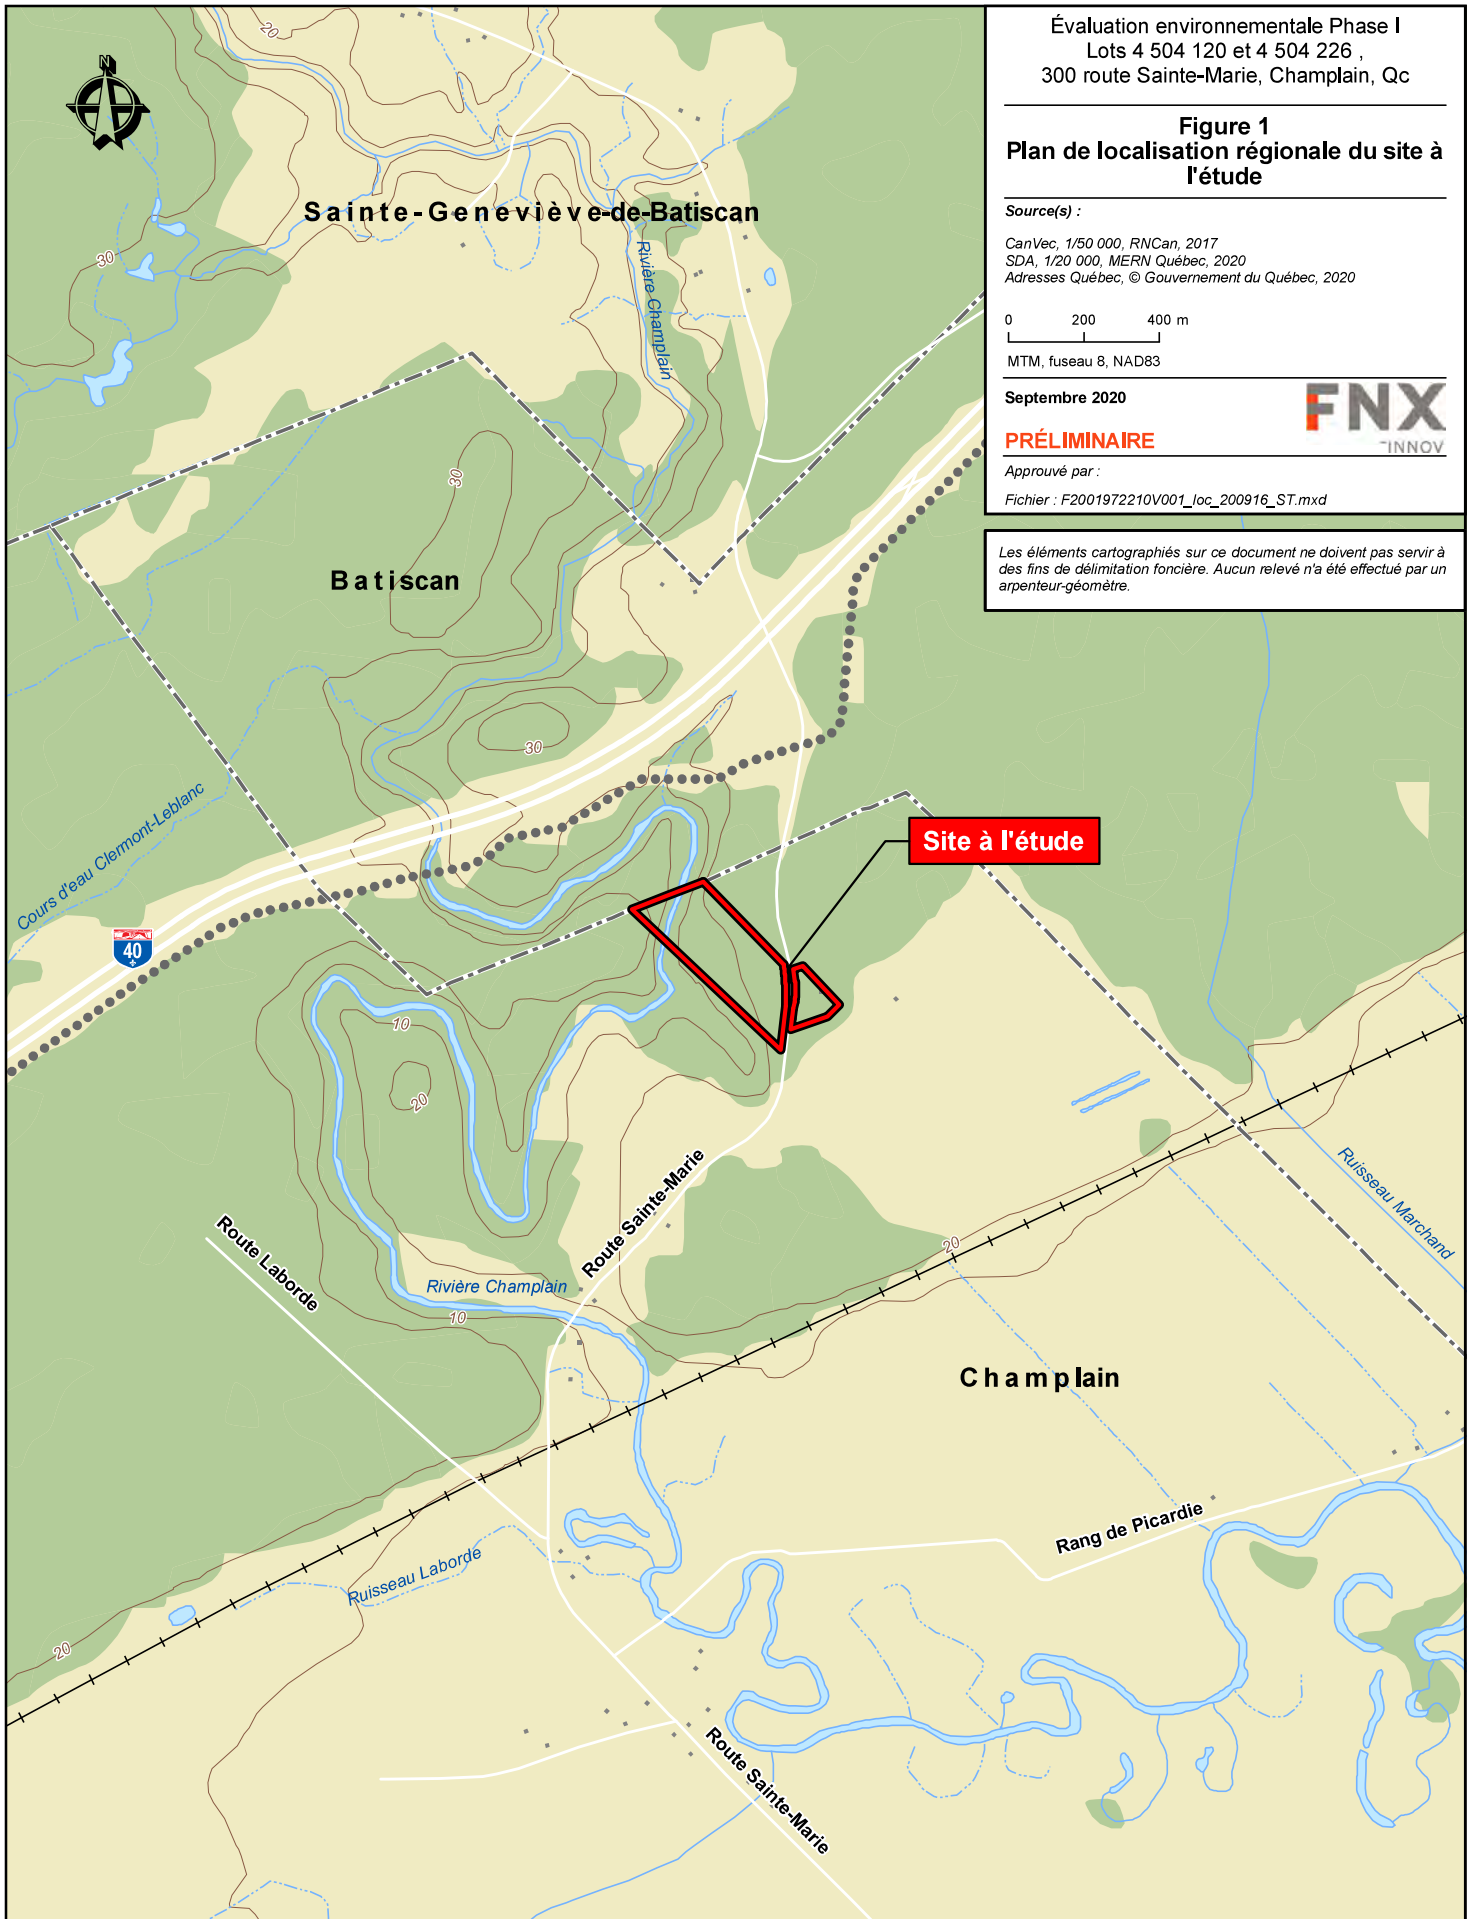 Évaluation environnementale Phase I
Lots 4 504 120 et 4 504 226 ,
300 route Sainte-Marie, Champlain, Qc
Figure 1
Plan de localisation régionale du site à
l'étude
Source(s) :
CanVec, 1/50 000, RNCan, 2017
SDA, 1/20 000, MERN Québec, 2020
Adresses Québec, © Gouvernement du Québec, 2020
0 200 400 m
MTM, fuseau 8, NAD83
Septembre 2020
FNX
-INNOV
PRÉLIMINAIRE
Approuvé par :
Fichier : F2001972210V001_loc_200916_ST.mxd
Les éléments cartographiés sur ce document ne doivent pas servir à
des fins de délimitation foncière. Aucun relevé n'a été effectué par un
arpenteur-géomètre.
20
N
Sainte-Geneviève-de-Batiscan
30
Rivière Champlain
30
Batiscan
30
Cours d'eau Clermont-Leblanc
Site à l'étude
40
10
20
Route Sainte-Marie
Ruisseau Marchand
Route Laborde
20
Rivière Champlain
10
Champlain
Rang de Picardie
Ruisseau Laborde
20
Route Sainte-Marie